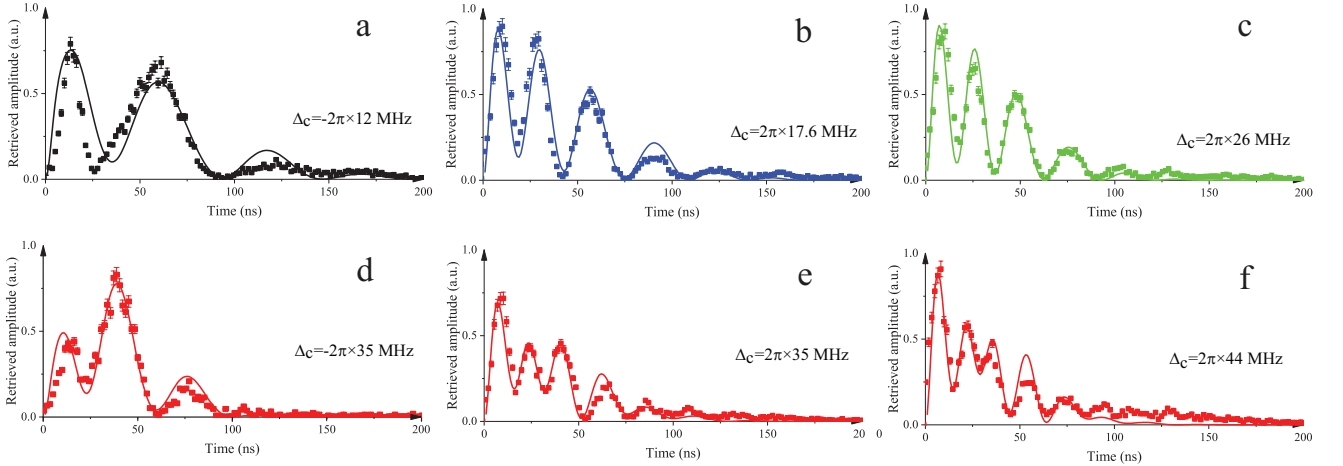 a
1.0
0.5
0.0
Retrieved amplitude (a.u.)
Δc=-2π×12 MHz
0 50 100 150 200
Time (ns)
b
1.0
0.5
0.0
Retrieved amplitude (a.u.)
Δc=2π×17.6 MHz
0 50 100 150 200
Time (ns)
c
1.0
0.5
0.0
Retrieved amplitude (a.u.)
Δc=2π×26 MHz
0 50 100 150 200
Time (ns)
d
1.0
0.5
0.0
Retrieved amplitude (a.u.)
Δc=-2π×35 MHz
0 50 100 150 200
Time (ns)
e
1.0
0.5
0.0
Retrieved amplitude (a.u.)
Δc=2π×35 MHz
0 50 100 150 200 0
Time (ns)
f
1.0
0.5
0.0
Retrieved amplitude (a.u.)
Δc=2π×44 MHz
0 50 100 150 200
Time (ns)